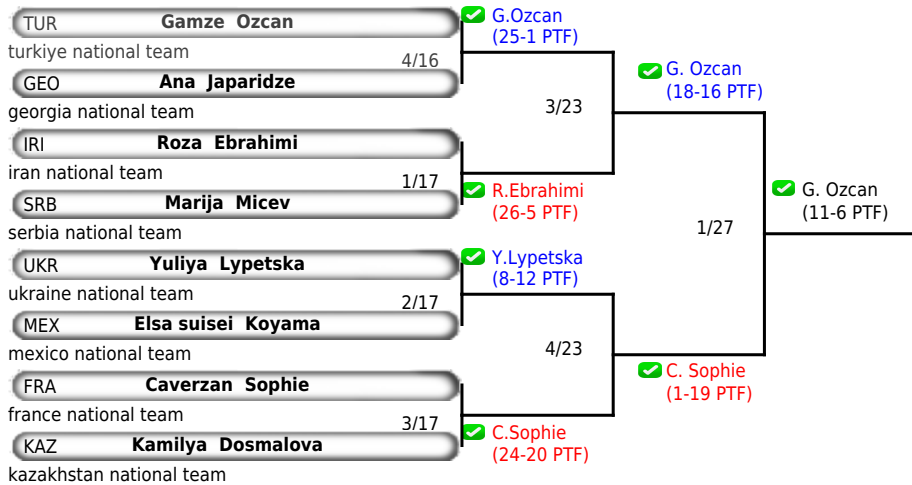 TUR Gamze Ozcan
turkiye national team
4/16
GEO Ana Japaridze
georgia national team
IRI Roza Ebrahimi
iran national team
1/17
SRB Marija Micev
serbia national team
UKR Yuliya Lypetska
ukraine national team
2/17
MEX Elsa suisei Koyama
mexico national team
FRA Caverzan Sophie
france national team
3/17
KAZ Kamilya Dosmalova
kazakhstan national team
G.Ozcan
(25-1 PTF)
3/23
R.Ebrahimi
(26-5 PTF)
Y.Lypetska
(8-12 PTF)
4/23
C.Sophie
(24-20 PTF)
G. Ozcan
(18-16 PTF)
1/27
C. Sophie
(1-19 PTF)
G. Ozcan
(11-6 PTF)